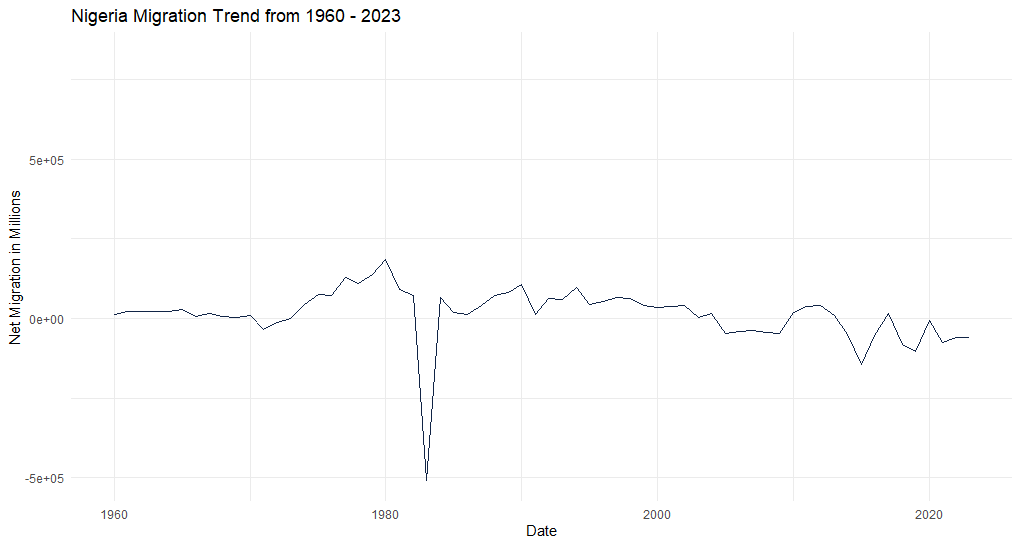 Nigeria Migration Trend from 1960 - 2023
Net Migration in Millions
5e+05
0e+00
-5e+05
1960 1980 2000 2020
Date